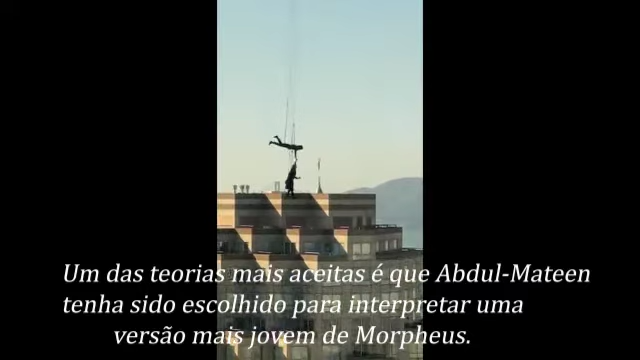 Um das teorias mais aceitas é que Abdul-Mateen
tenha sido escolhido para interpretar uma
versão mais jovem de Morpheus.